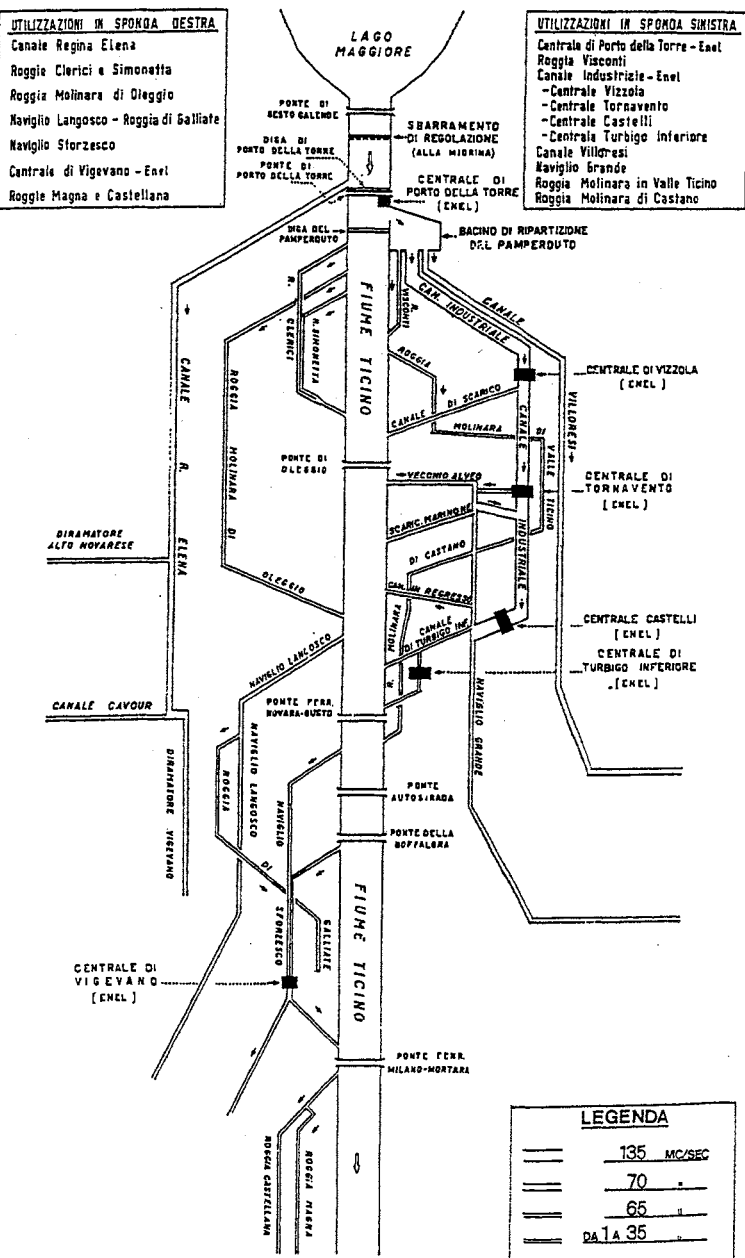 UTILIZZAZIONI IN SPONDA DESTRA
Canale Regina Elena
Roggie Clerici e Simonetta
Roggia Molinara di Oleggio
Naviglio Langosco - Roggia di Galliate
Naviglio Sforzesco
Centrale di Vigevano - Enel
Roggie Magna e Castellana
UTILIZZAZIONI IN SPONDA SINISTRA
Centrale di Porto della Torre - Enel
Roggia Visconti
Canale Industriale - Enel
-Centrale Vizzola
-Centrale Tornavento
-Centrale Castelli
-Centrale Turbigo Inferiore
Canale Villoresi
Naviglio Grande
Roggia Molinara in Valle Ticino
Roggia Molinara di Castano
LAGO
MAGGIORE
PONTE DI
SESTO CALENDE
SBARRAMENTO
DI REGOLAZIONE
(ALLA MIORINA)
DIGA DI
PORTO DELLA TORRE
PONTE DI
PORTO DELLA TORRE
CENTRALE DI
PORTO DELLA TORRE
[ENEL]
DIGA DEL
PAMPERDUTO
BACINO DI RIPARTIZIONE
DEL PAMPERDUTO
R. CLERICI
R. SIMONETTA
FIUME TICINO
R. VISCONTI
CAN. INDUSTRIALE
CANALE
VILLORESI
CANALE R. ELENA
ROGGIA MOLINARA DI
OLEGGIO
ROGGIA
MOLINARA
DI
VALLE TICINO
CANALE DI SCARICO
CENTRALE DI VIZZOLA
[ENEL]
CANALE
INDUSTRIALE
PONTE DI
OLEGGIO
VECCHIO ALVEO
CENTRALE DI
TORNAVENTO
[ENEL]
SCARIC. MARINONE
DIRAMATORE
ALTO NOVARESE
DI CASTANO
MOLINARA
R.
CAN. IN REGRESSO
CANALE
DI TURBIGO INF.
CENTRALE CASTELLI
[ENEL]
CENTRALE DI
TURBIGO INFERIORE
[ENEL]
NAVIGLIO GRANDE
NAVIGLIO LANGOSCO
CANALE CAVOUR
DIRAMATORE VIGEVANO
PONTE FERR.
NOVARA-BUSTO
NAVIGLIO LANGOSCO
ROGGIA
DI
GALLIATE
NAVIGLIO
SFORZESCO
PONTE
AUTOSTRADA
PONTE DELLA
BOFFALORA
FIUME TICINO
CENTRALE DI
VIGEVANO
[ENEL]
PONTE FERR.
MILANO-MORTARA
ROGGIA CASTELLANA
ROGGIA MAGNA
LEGENDA
135 MC/SEC
70 "
65 "
DA 1 A 35 "